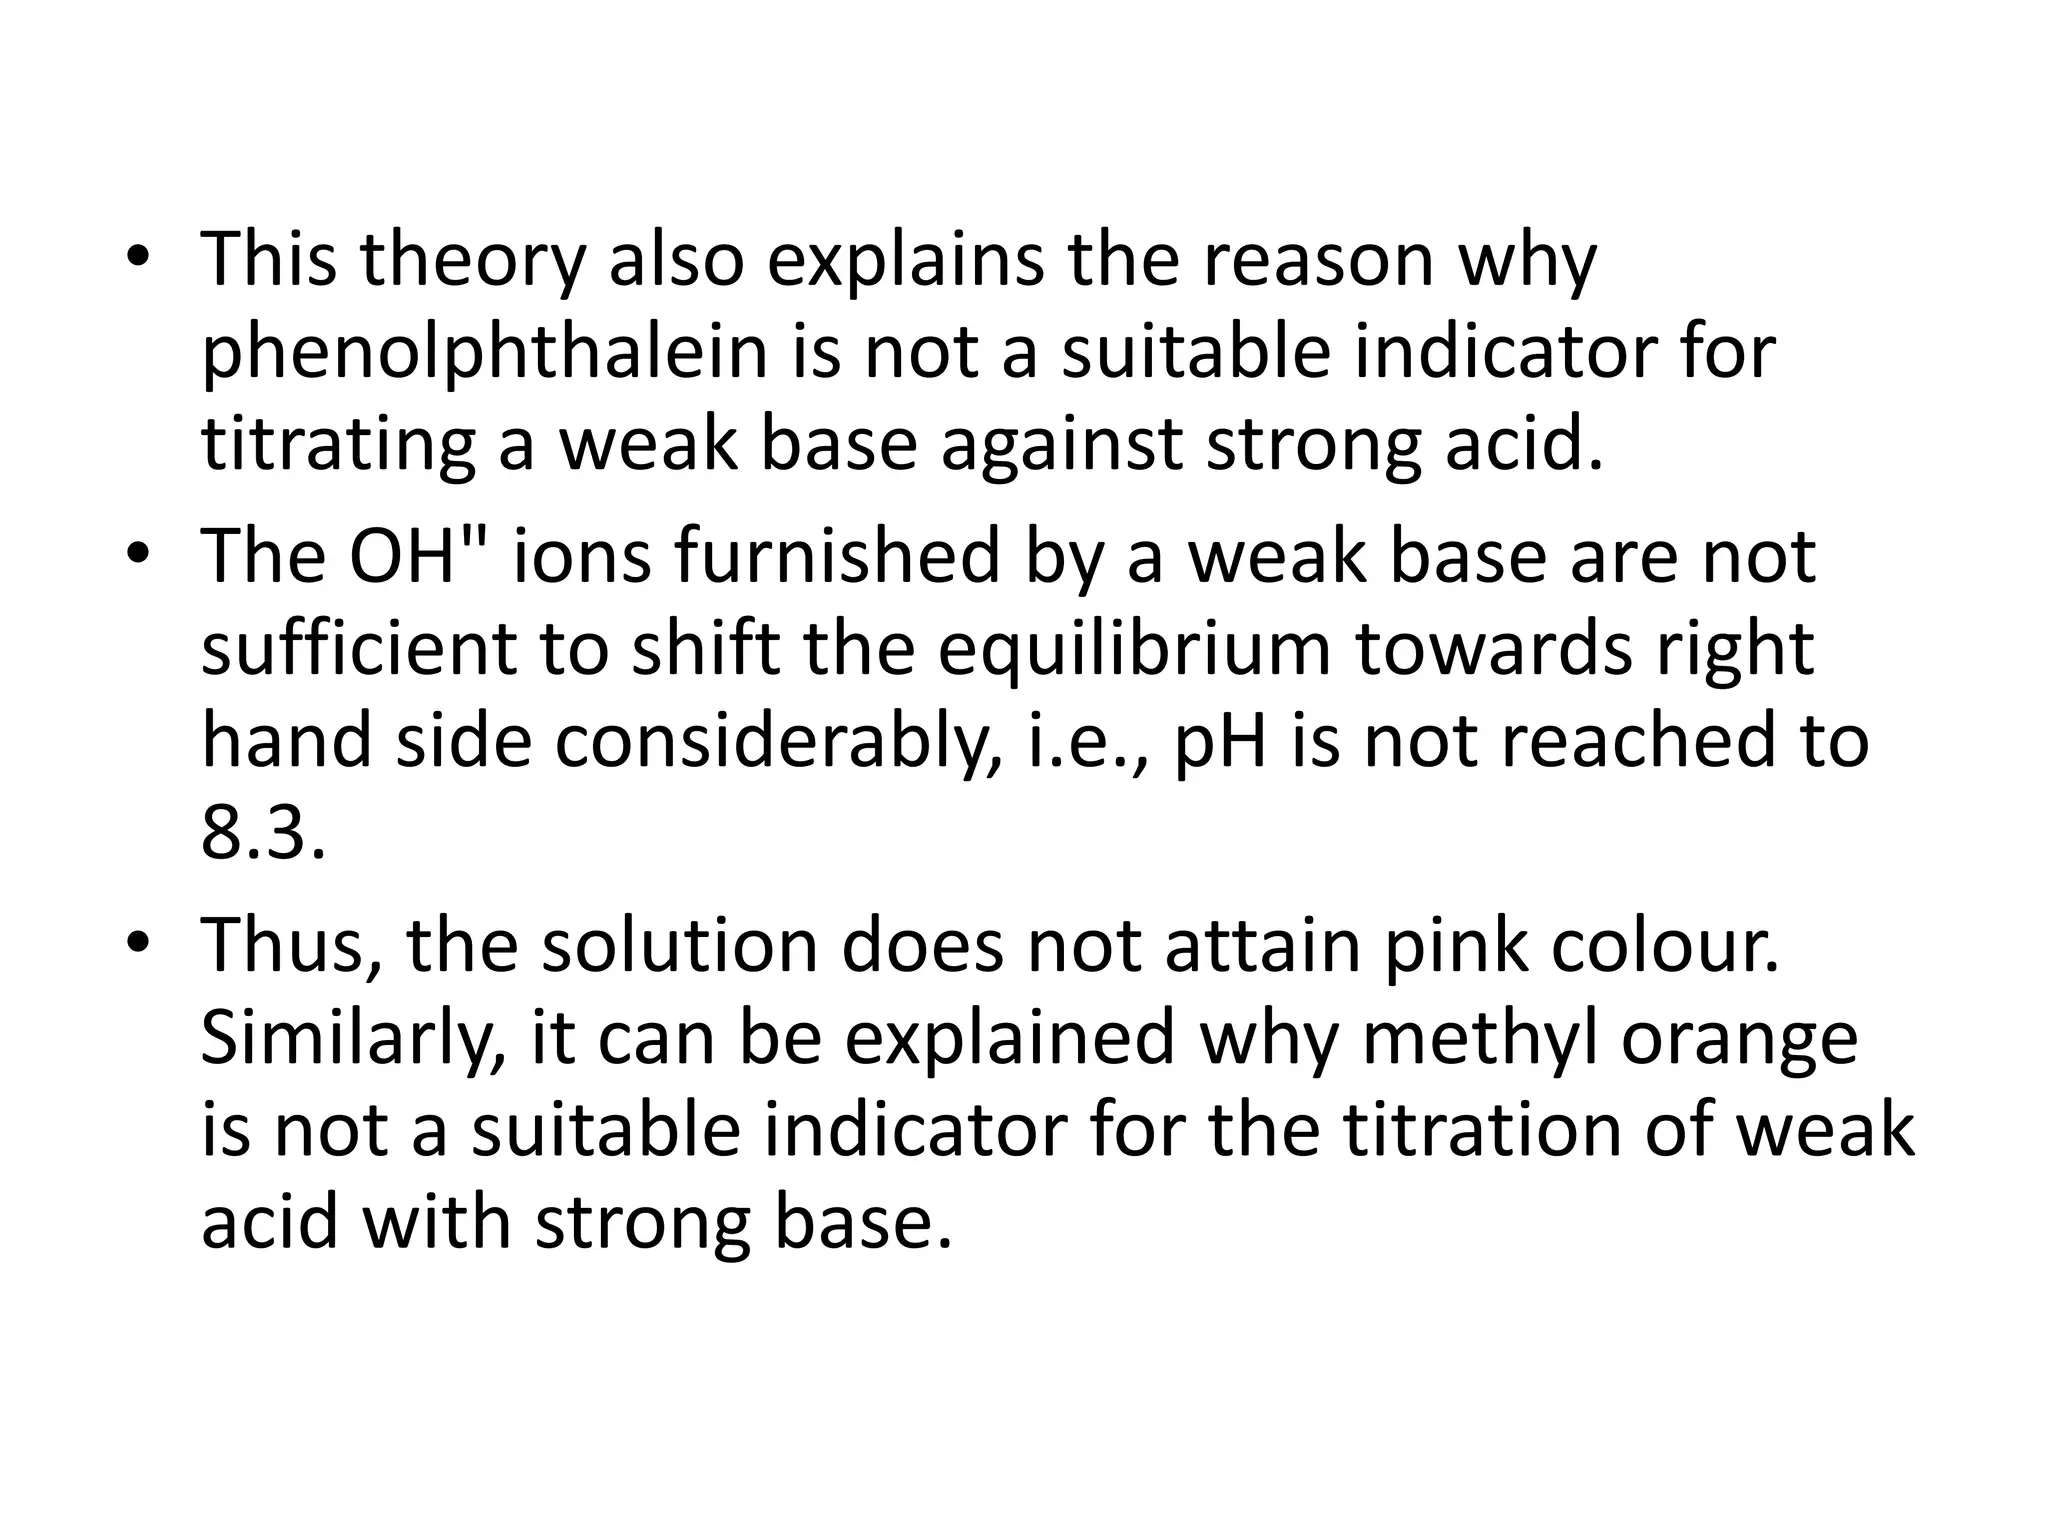 • This theory also explains the reason why
phenolphthalein is not a suitable indicator for
titrating a weak base against strong acid.
• The OH" ions furnished by a weak base are not
sufficient to shift the equilibrium towards right
hand side considerably, i.e., pH is not reached to
8.3.
• Thus, the solution does not attain pink colour.
Similarly, it can be explained why methyl orange
is not a suitable indicator for the titration of weak
acid with strong base.